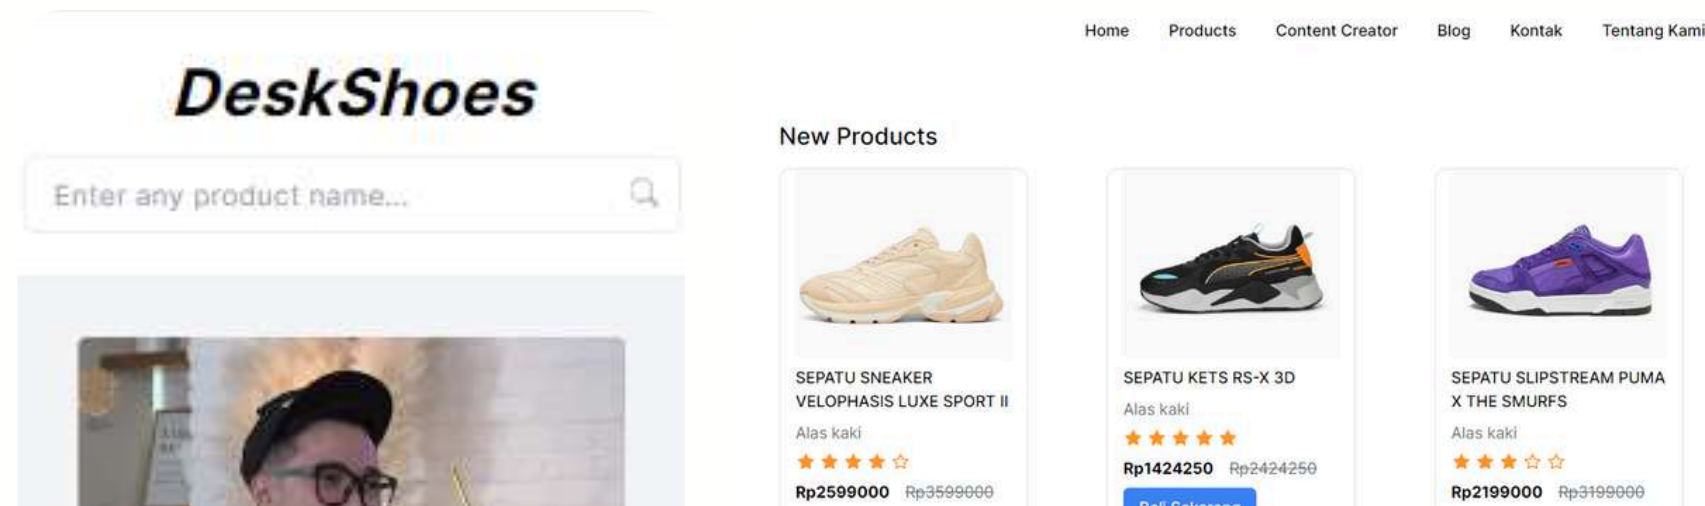 DeskShoes
Enter any product name...
Home Products Content Creator Blog Kontak Tentang Kami
New Products
SEPATU SNEAKER
VELOPHASIS LUXE SPORT II
Alas kaki
Rp2599000 Rp3599000
SEPATU KETS RS-X 3D
Alas kaki
Rp1424250 Rp2424250
Beli Sekarang
SEPATU SLIPSTREAM PUMA
X THE SMURFS
Alas kaki
Rp2199000 Rp3199000